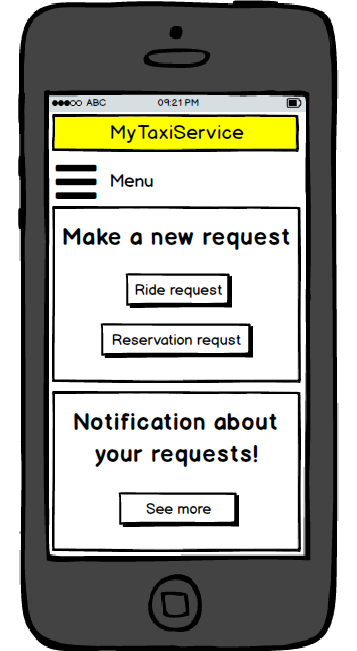 ABC 09:21 PM
MyTaxiService
Menu
Make a new request
Ride request
Reservation requst
Notification about
your requests!
See more